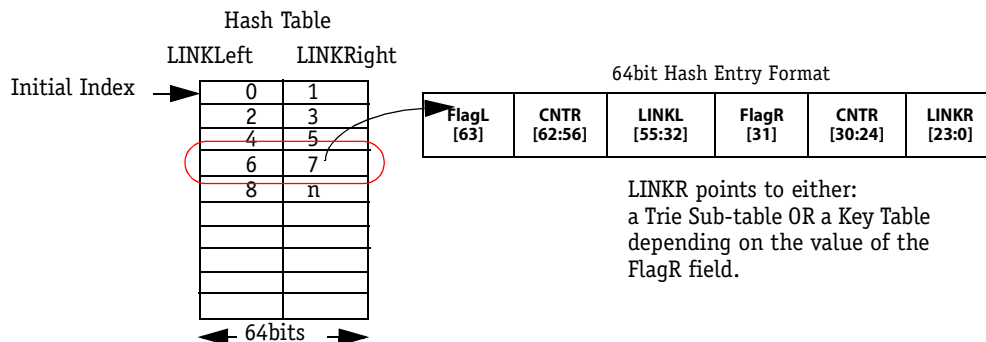 Hash Table
LINKLeft LINKRight
Initial Index
0 1
2 3
4 5
6 7
8 n
64bits
64bit Hash Entry Format
FlagL [63]
CNTR [62:56]
LINKL [55:32]
FlagR [31]
CNTR [30:24]
LINKR [23:0]
LINKR points to either:
a Trie Sub-table OR a Key Table
depending on the value of the
FlagR field.